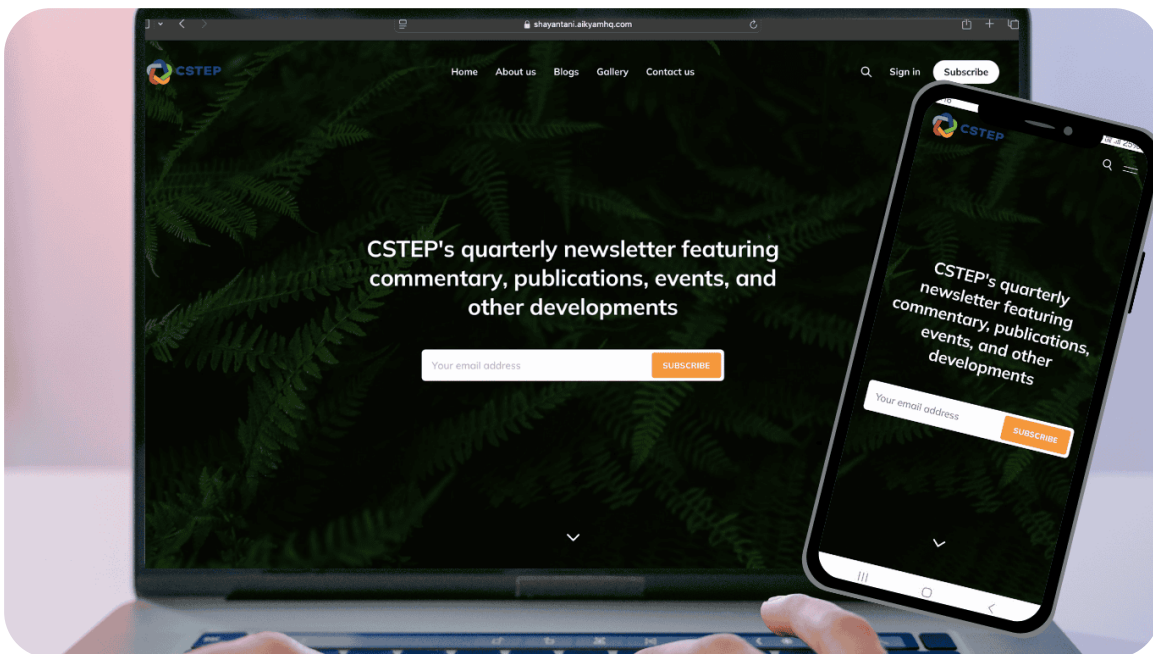 shayantani.aikyamhq.com
CSTEP
Home About us Blogs Gallery Contact us
Sign in Subscribe
CSTEP's quarterly newsletter featuring
commentary, publications, events, and
other developments
Your email address SUBSCRIBE
CSTEP
CSTEP's quarterly
newsletter featuring
commentary, publications,
events, and other
developments
Your email address SUBSCRIBE